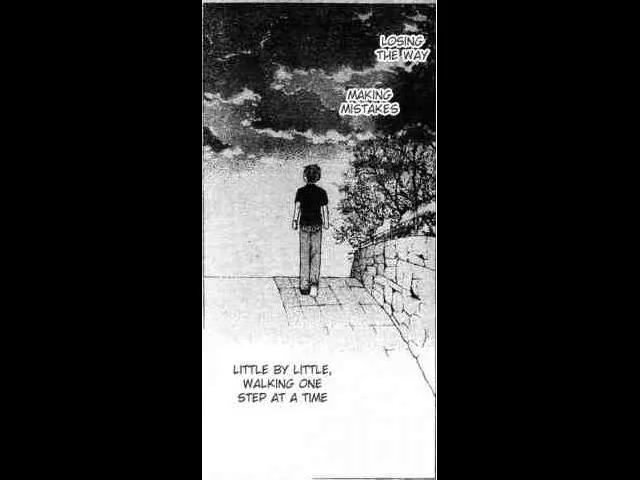 LOSING
THE WAY
MAKING
MISTAKES
LITTLE BY LITTLE,
WALKING ONE
STEP AT A TIME